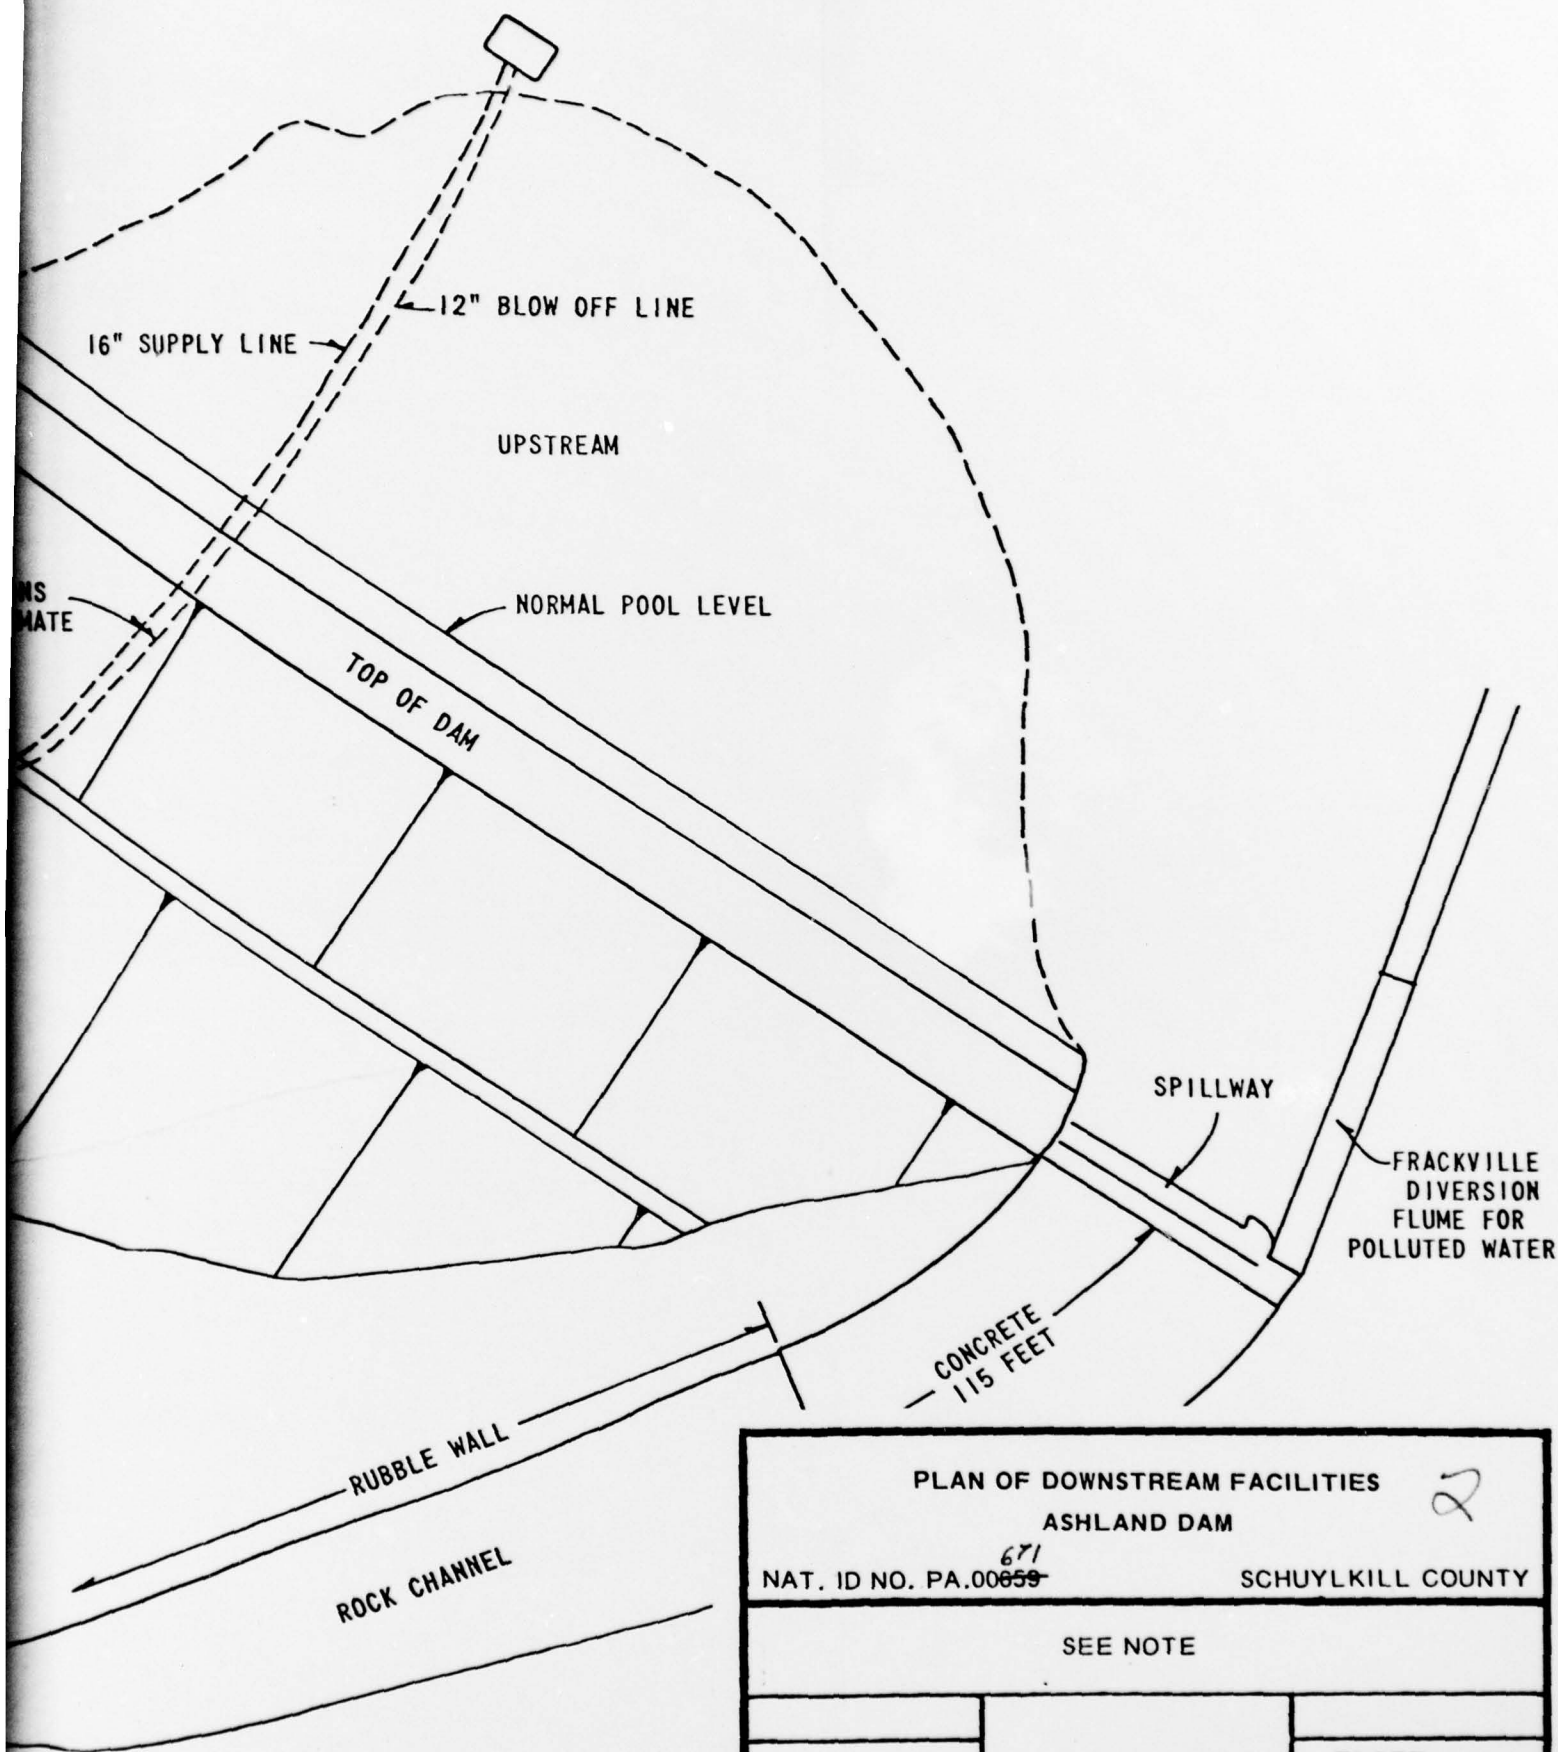 12" BLOW OFF LINE
16" SUPPLY LINE
UPSTREAM
NS
MATE
NORMAL POOL LEVEL
TOP OF DAM
SPILLWAY
FRACKVILLE
DIVERSION
FLUME FOR
POLLUTED WATER
CONCRETE
115 FEET
RUBBLE WALL
ROCK CHANNEL
PLAN OF DOWNSTREAM FACILITIES
2
ASHLAND DAM
671
NAT. ID NO. PA.00659 SCHUYLKILL COUNTY
SEE NOTE